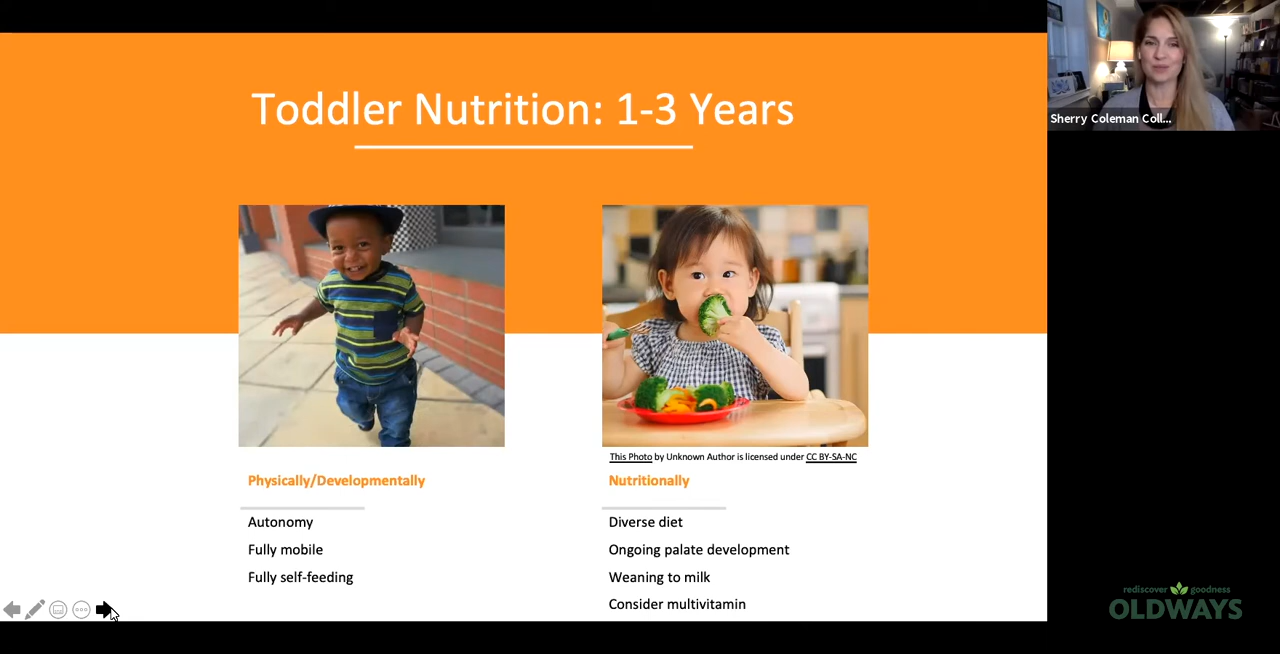 Toddler Nutrition: 1-3 Years
Sherry Coleman Coll...
This Photo by Unknown Author is licensed under CC BY-SA-NC
Physically/Developmentally
Autonomy
Fully mobile
Fully self-feeding
Nutritionally
Diverse diet
Ongoing palate development
Weaning to milk
Consider multivitamin
rediscover goodness
OLDWAYS